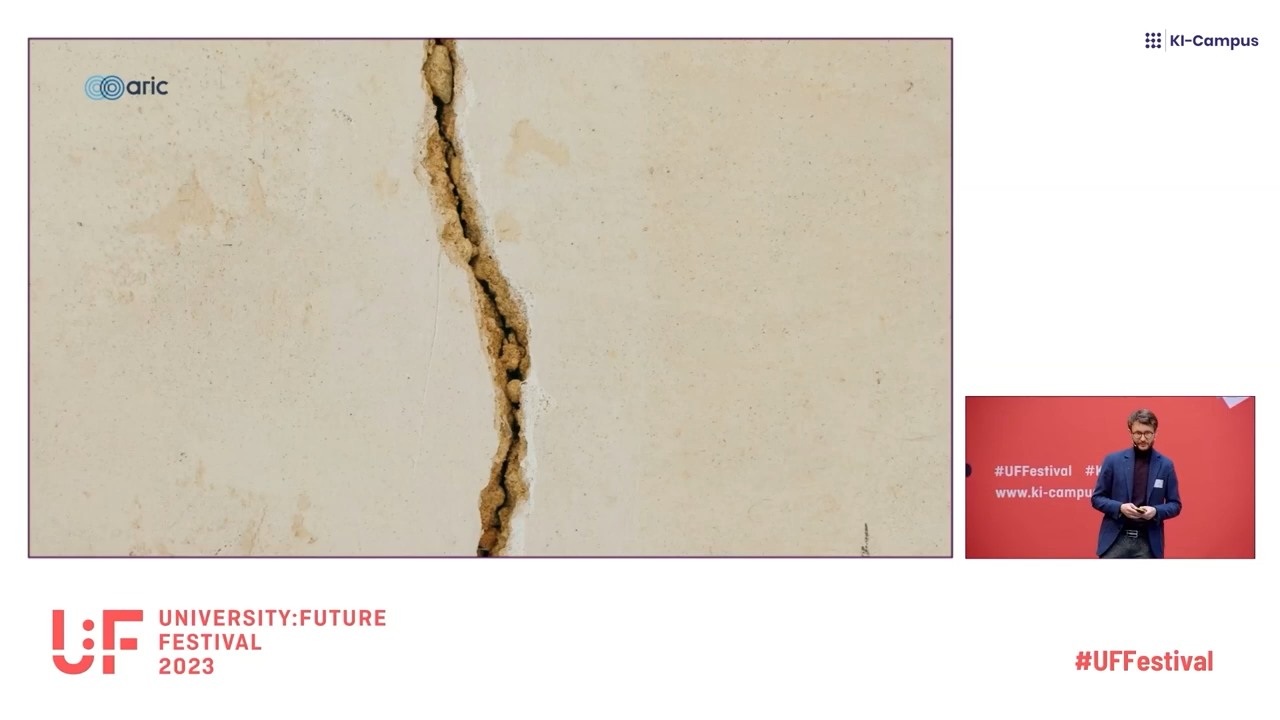 KI-Campus
aric
#UFFestival #K
www.ki-campu
U:F
UNIVERSITY:FUTURE
FESTIVAL
2023
#UFFestival